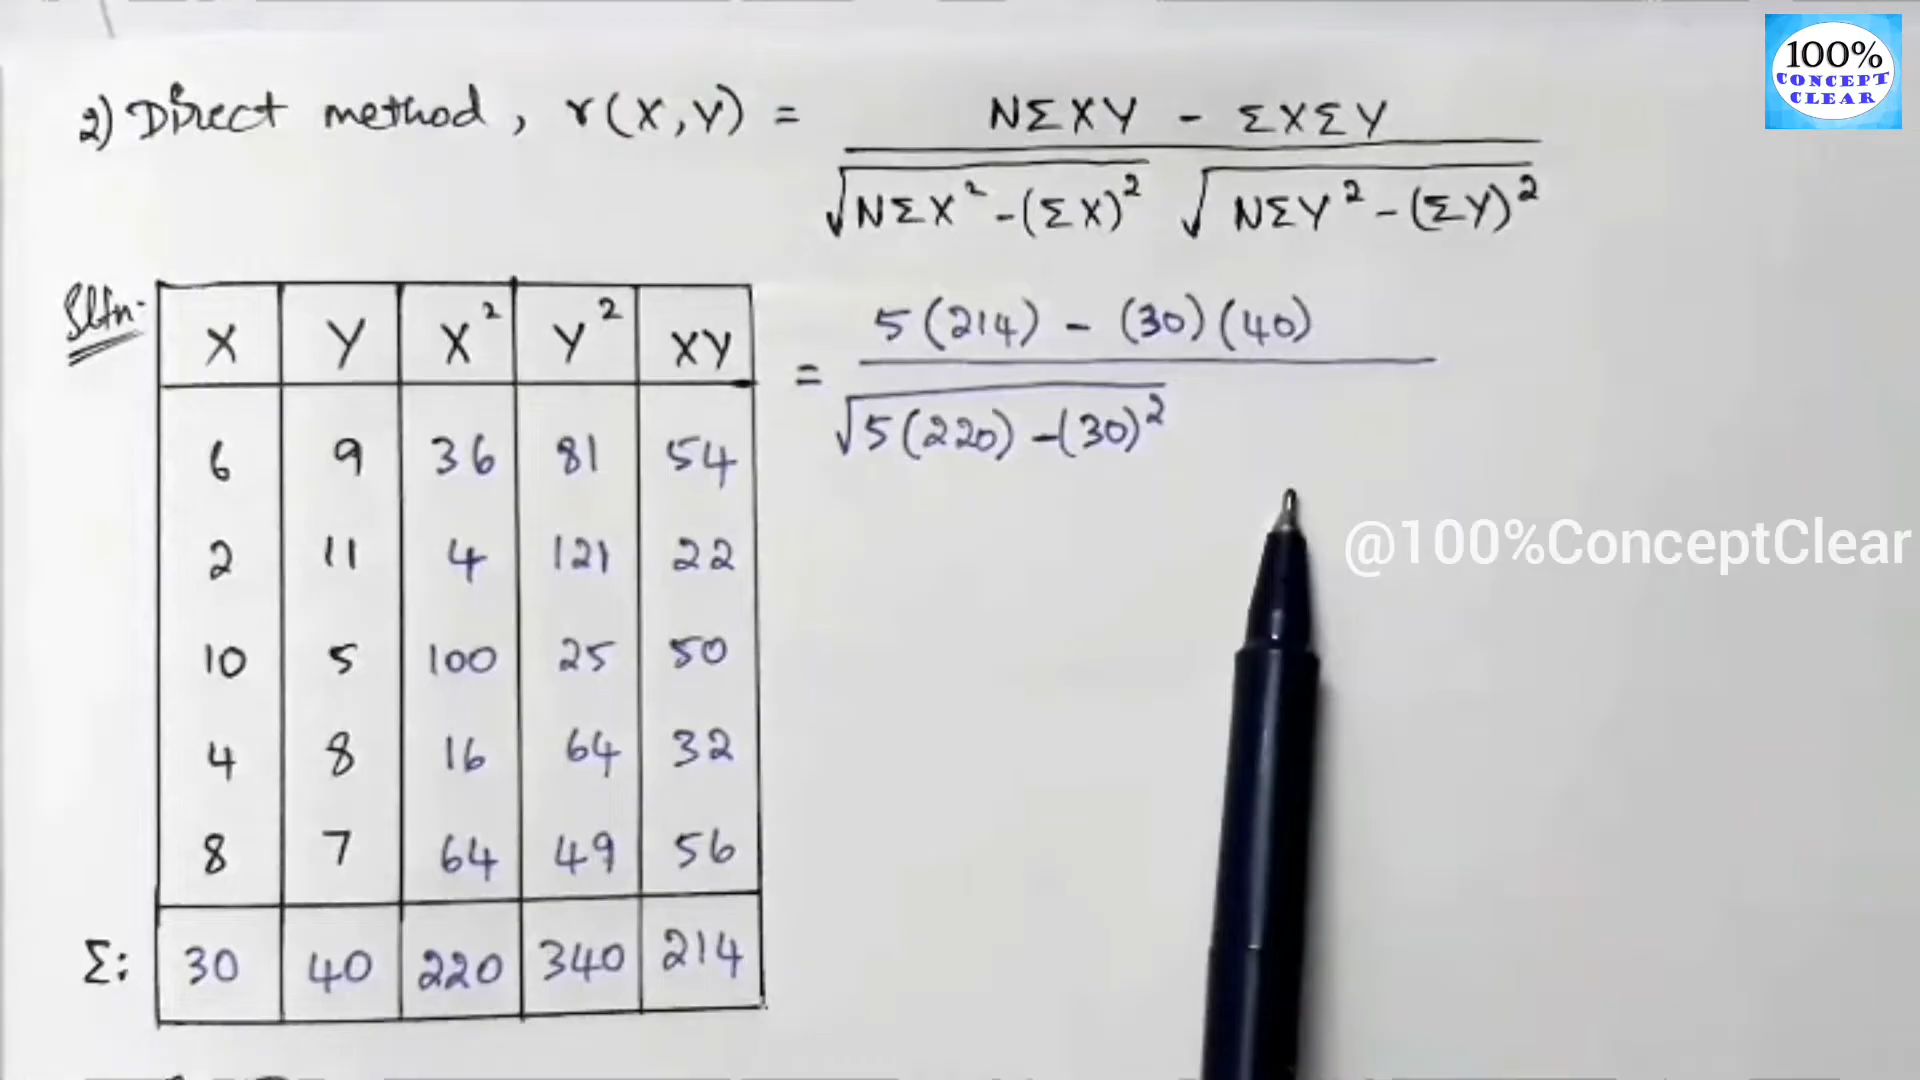 100%
CONCEPT
CLEAR
2) Direct method, r(X,Y) = NΣXY - ΣXΣY
√NΣX²-(ΣX)² √NΣY²-(ΣY)²
Sltn:
X Y X² Y² XY
= 5(214) - (30)(40)
√5(220)-(30)²
6 9 36 81 54
2 11 4 121 22
10 5 100 25 50
4 8 16 64 32
8 7 64 49 56
Σ: 30 40 220 340 214
@100%ConceptClear